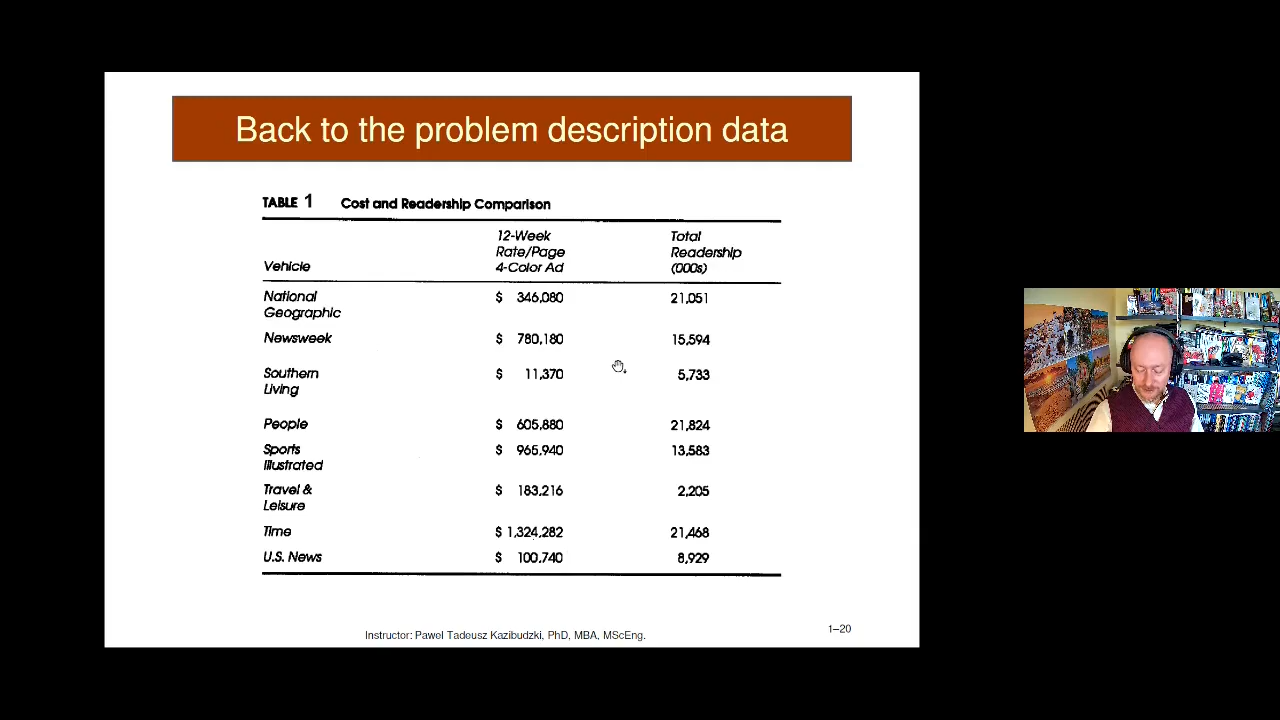 Back to the problem description data
TABLE 1 Cost and Readership Comparison
Vehicle
12-Week
Rate/Page
4-Color Ad
Total
Readership
(000s)
National
Geographic
$ 346,080
21,051
Newsweek
$ 780,180
15,594
Southern
Living
$ 11,370
5,733
People
$ 605,880
21,824
Sports
Illustrated
$ 965,940
13,583
Travel &
Leisure
$ 183,216
2,205
Time
$ 1,324,282
21,468
U.S. News
$ 100,740
8,929
Instructor: Pawel Tadeusz Kazibudzki, PhD, MBA, MScEng.
1–20